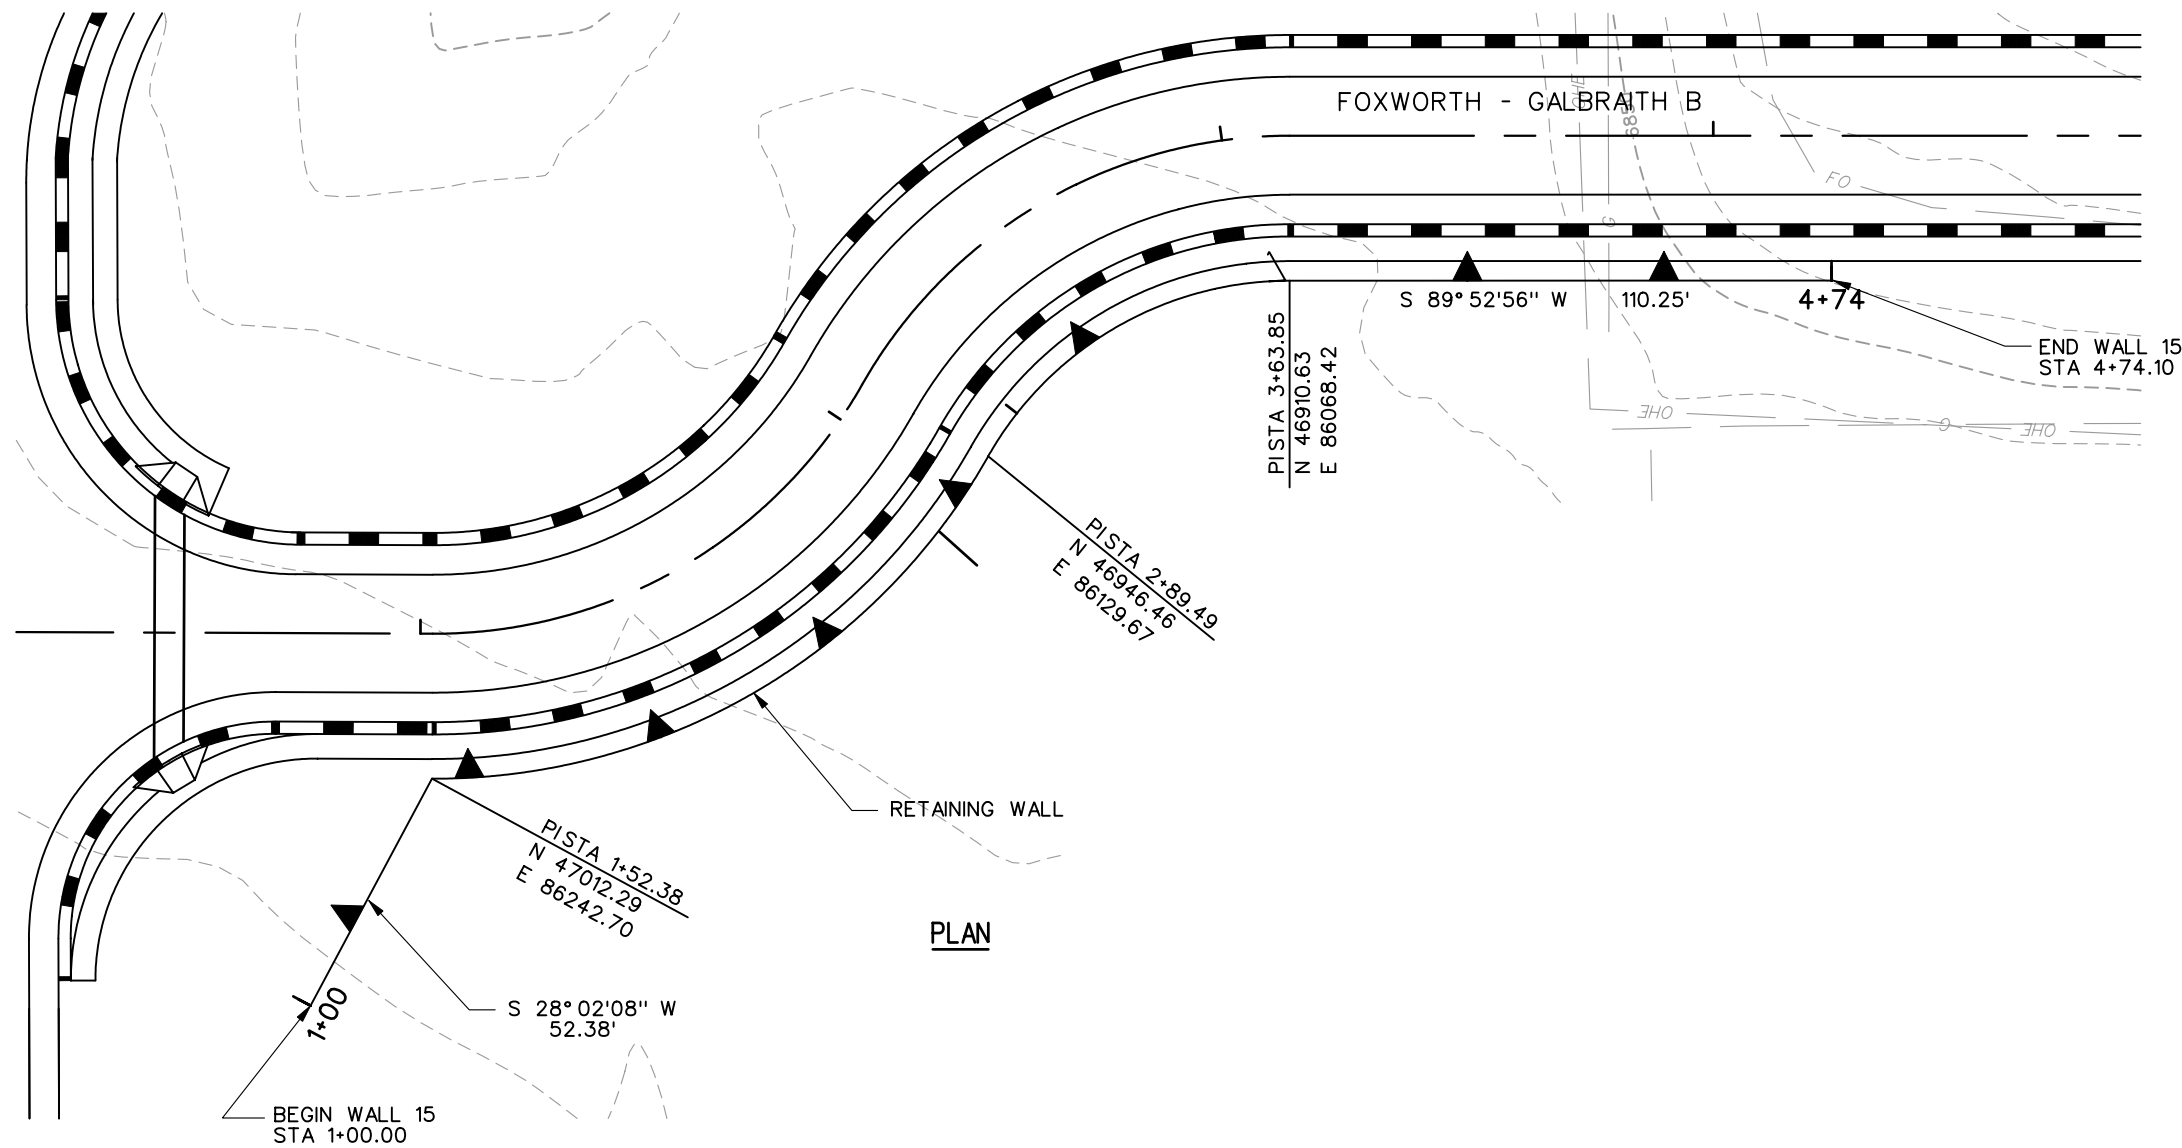 FOXWORTH - GALBRAITH B
OHE
6855
FO
G
S 89° 52'56" W 110.25'
4+74
END WALL 15
STA 4+74.10
PISTA 3+63.85
N 46910.63
E 86068.42
OHE
G
OHE
PISTA 2+89.49
N 46946.46
E 86129.67
RETAINING WALL
PISTA 1+52.38
N 47012.29
E 86242.70
PLAN
1+00
S 28° 02'08" W
52.38'
BEGIN WALL 15
STA 1+00.00